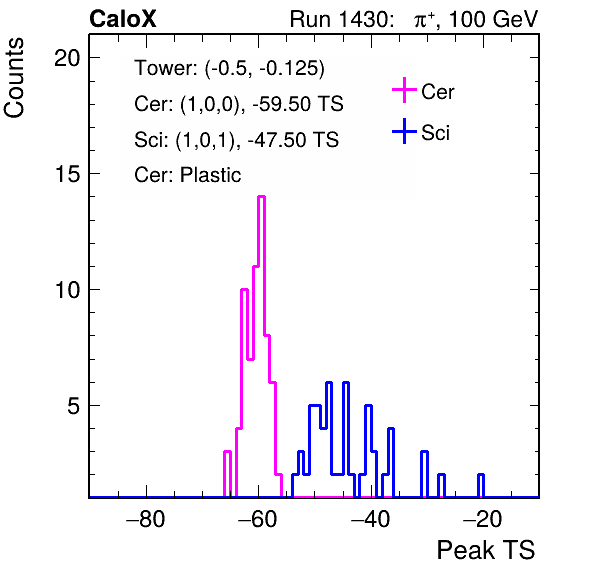 CaloX Run 1430: π⁺, 100 GeV
Counts
Tower: (-0.5, -0.125)
Cer: (1,0,0), -59.50 TS
Sci: (1,0,1), -47.50 TS
Cer: Plastic
Cer
Sci
20
15
10
5
−80 −60 −40 −20
Peak TS